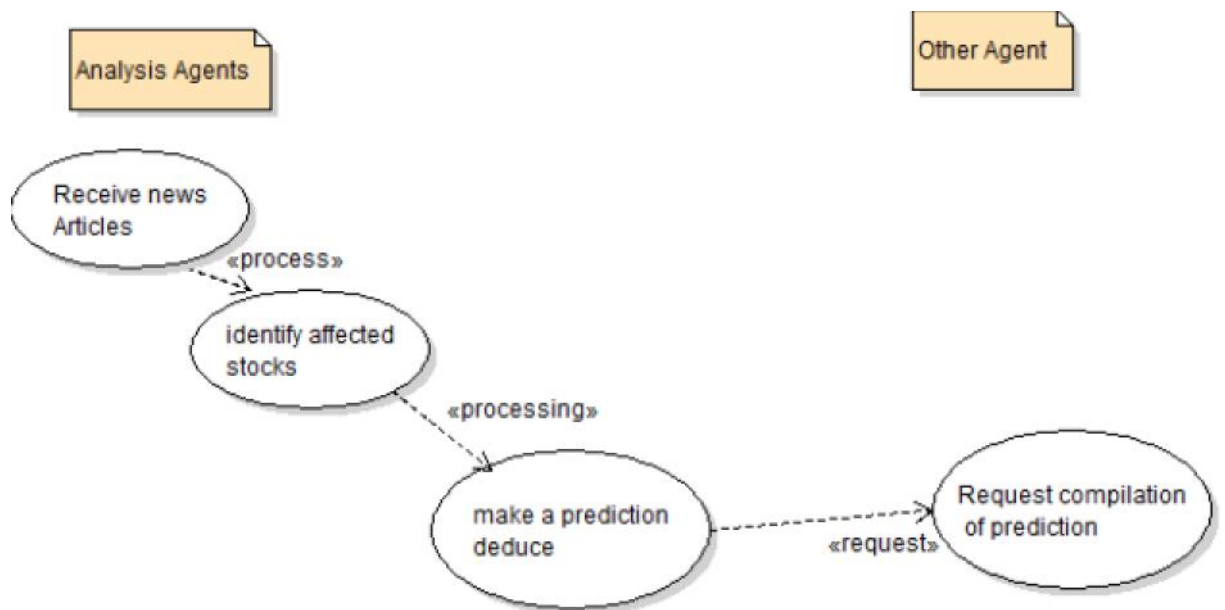 Analysis Agents
Other Agent
Receive news
Articles
«process»
identify affected
stocks
«processing»
make a prediction
deduce
Request compilation
of prediction
«request»